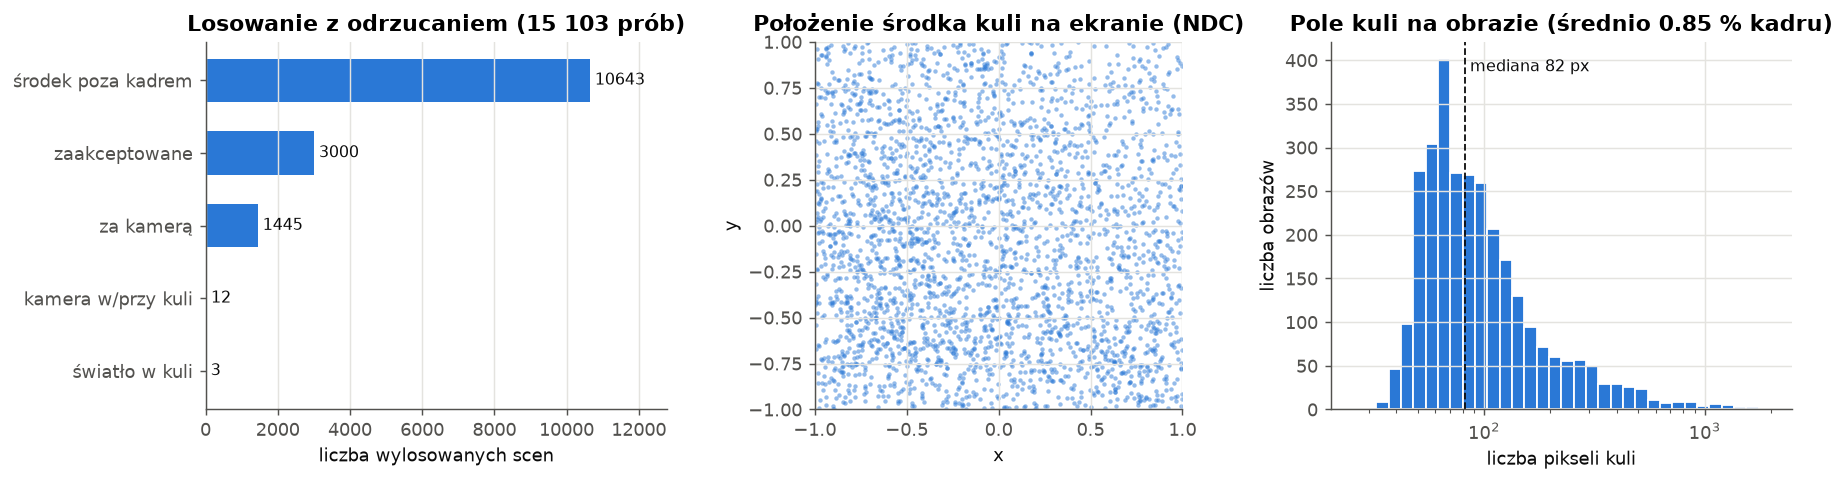 Losowanie z odrzucaniem (15 103 prób)
środek poza kadrem
10643
zaakceptowane
3000
za kamerą
1445
kamera w/przy kuli
12
światło w kuli
3
0 2000 4000 6000 8000 10000 12000
liczba wylosowanych scen
Położenie środka kuli na ekranie (NDC)
1.00
0.75
0.50
0.25
0.00
−0.25
−0.50
−0.75
−1.00
y
−1.0 −0.5 0.0 0.5 1.0
x
Pole kuli na obrazie (średnio 0.85 % kadru)
mediana 82 px
400
350
300
250
200
150
100
50
0
liczba obrazów
10² 10³
liczba pikseli kuli